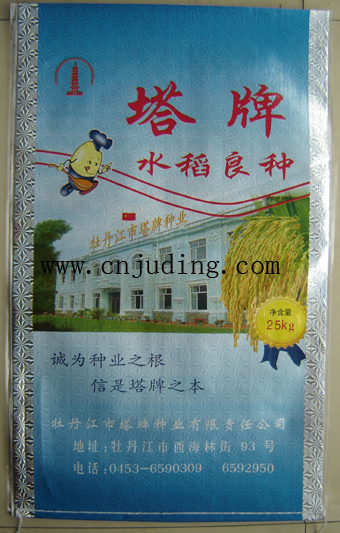 塔牌
水稻良种
牡丹江市塔牌种业
www.cnjuding.com
净含量
25kg
诚为种业之根
信是塔牌之本
牡丹江市塔牌种业有限责任公司
地址:牡丹江市西海林街 93 号
电话:0453-6590309 6592950